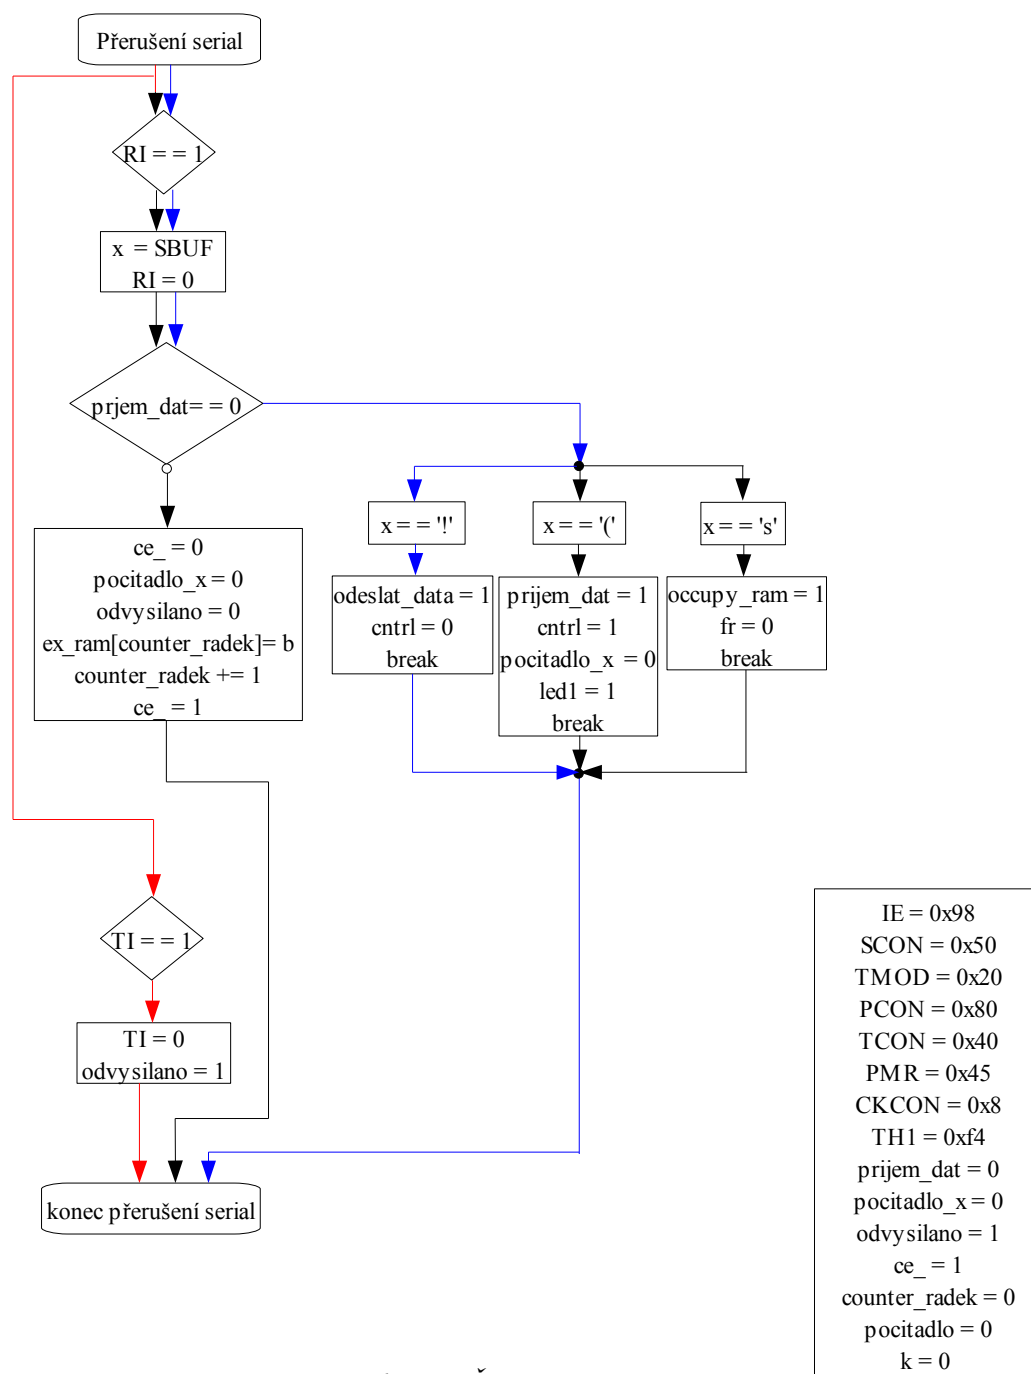 Přerušení serial
RI = = 1
x = SBUF
RI = 0
prjem_dat= = 0
x = = '!'
x = = '('
x = = 's'
ce_ = 0
pocitadlo_x = 0
odvysilano = 0
ex_ram[counter_radek]= b
counter_radek += 1
ce_ = 1
odeslat_data = 1
cntrl = 0
break
prijem_dat = 1
cntrl = 1
pocitadlo_x = 0
led1 = 1
break
occupy_ram = 1
fr = 0
break
TI = = 1
TI = 0
odvysilano = 1
konec přerušení serial
IE = 0x98
SCON = 0x50
TMOD = 0x20
PCON = 0x80
TCON = 0x40
PMR = 0x45
CKCON = 0x8
TH1 = 0xf4
prijem_dat = 0
pocitadlo_x = 0
odvysilano = 1
ce_ = 1
counter_radek = 0
pocitadlo = 0
k = 0